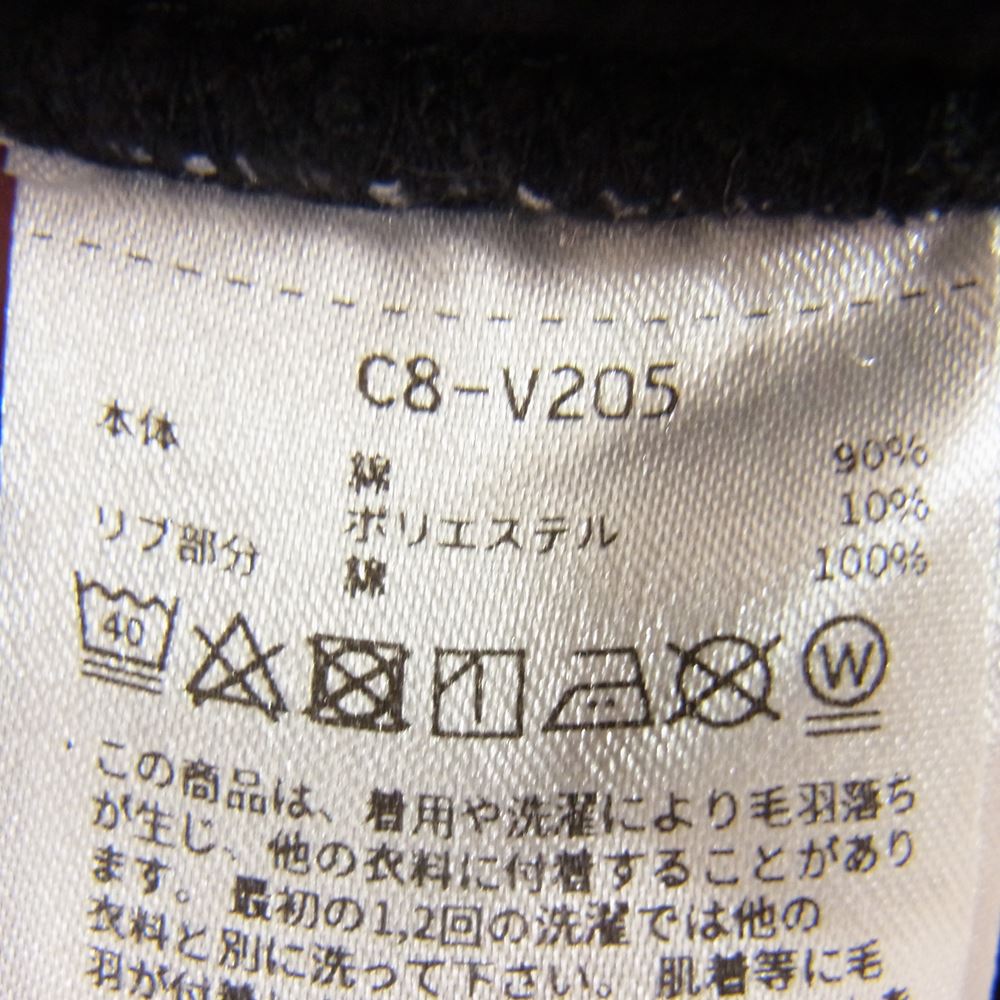 C8-V205
本体 綿 90%
ポリエステル 10%
リブ部分 綿 100%
40
W
この商品は、着用や洗濯により毛羽落ち
が生じ、他の衣料に付着することがあり
ます。最初の1,2回の洗濯では他の
衣料と別に洗って下さい。肌着等に毛
羽が付着